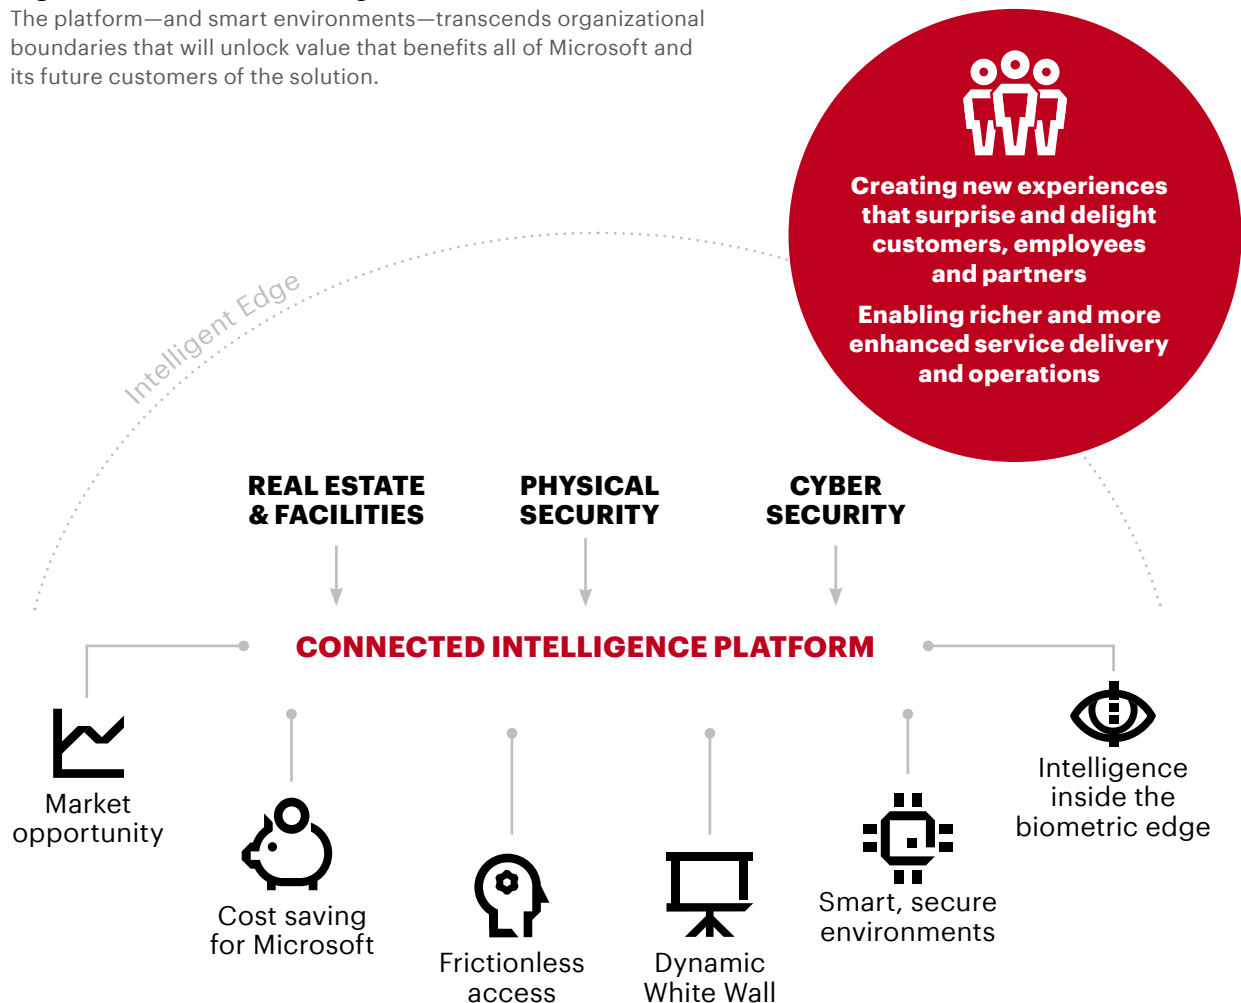 The platform—and smart environments—transcends organizational
boundaries that will unlock value that benefits all of Microsoft and
its future customers of the solution.
Creating new experiences
that surprise and delight
customers, employees
and partners
Enabling richer and more
enhanced service delivery
and operations
Intelligent Edge
REAL ESTATE
& FACILITIES
PHYSICAL
SECURITY
CYBER
SECURITY
CONNECTED INTELLIGENCE PLATFORM
Market
opportunity
Cost saving
for Microsoft
Frictionless
access
Dynamic
White Wall
Smart, secure
environments
Intelligence
inside the
biometric edge